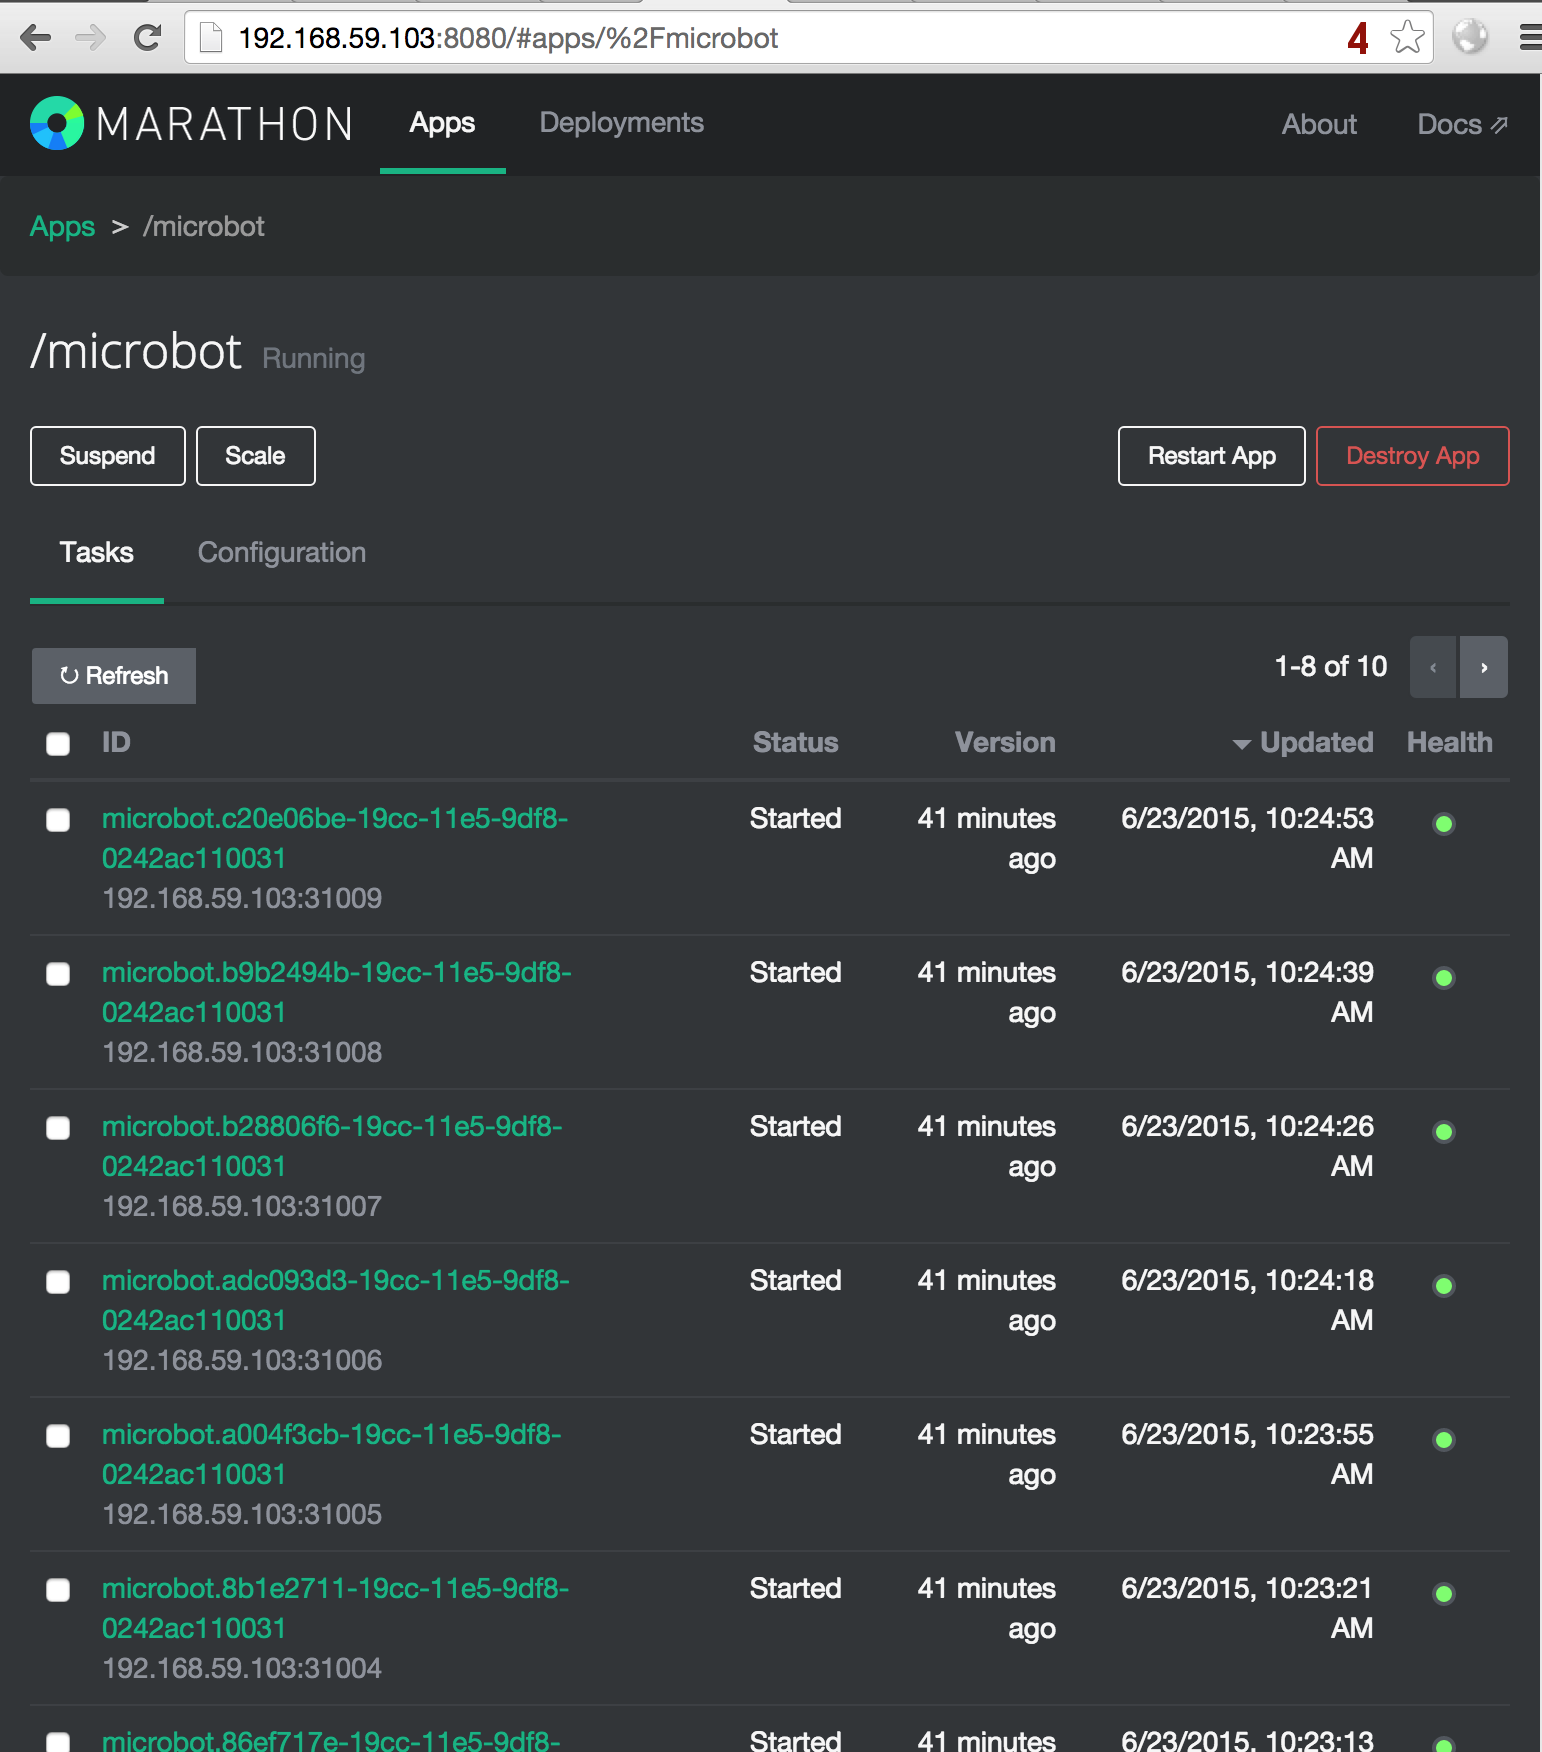 192.168.59.103:8080/#apps/%2Fmicrobot 4
MARATHON Apps Deployments About Docs
Apps > /microbot
/microbot Running
Suspend Scale Restart App Destroy App
Tasks Configuration
Refresh 1-8 of 10 ‹ ›
ID Status Version Updated Health
microbot.c20e06be-19cc-11e5-9df8- Started 41 minutes 6/23/2015, 10:24:53
0242ac110031 ago AM
192.168.59.103:31009
microbot.b9b2494b-19cc-11e5-9df8- Started 41 minutes 6/23/2015, 10:24:39
0242ac110031 ago AM
192.168.59.103:31008
microbot.b28806f6-19cc-11e5-9df8- Started 41 minutes 6/23/2015, 10:24:26
0242ac110031 ago AM
192.168.59.103:31007
microbot.adc093d3-19cc-11e5-9df8- Started 41 minutes 6/23/2015, 10:24:18
0242ac110031 ago AM
192.168.59.103:31006
microbot.a004f3cb-19cc-11e5-9df8- Started 41 minutes 6/23/2015, 10:23:55
0242ac110031 ago AM
192.168.59.103:31005
microbot.8b1e2711-19cc-11e5-9df8- Started 41 minutes 6/23/2015, 10:23:21
0242ac110031 ago AM
192.168.59.103:31004
microbot.86ef717e-19cc-11e5-9df8- Started 41 minutes 6/23/2015, 10:23:13